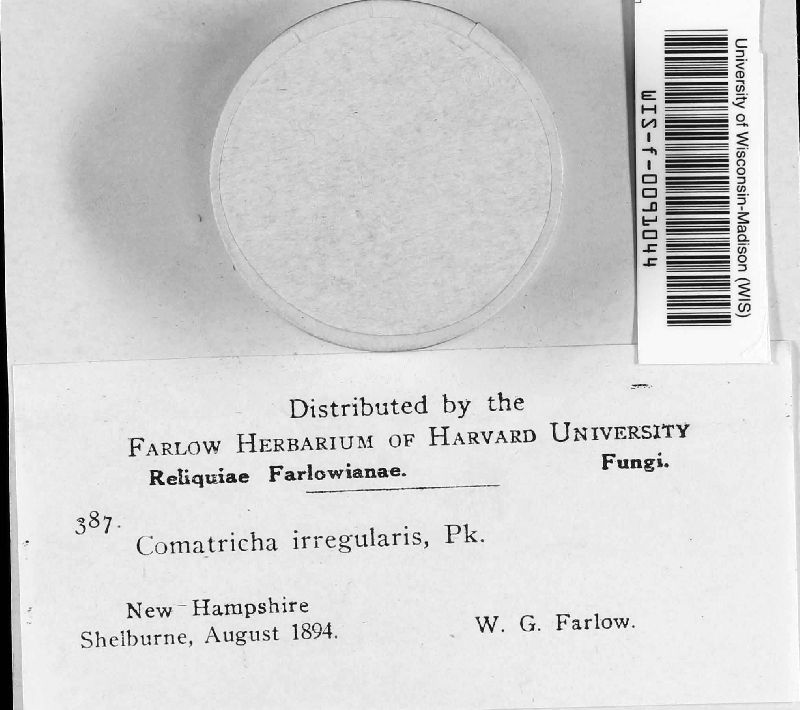 University of Wisconsin-Madison (WIS)
WIS-f-0091044
Distributed by the
FARLOW HERBARIUM OF HARVARD UNIVERSITY
Reliquiae Farlowianae. Fungi.
387. Comatricha irregularis, Pk.
New Hampshire
Shelburne, August 1894. W. G. Farlow.